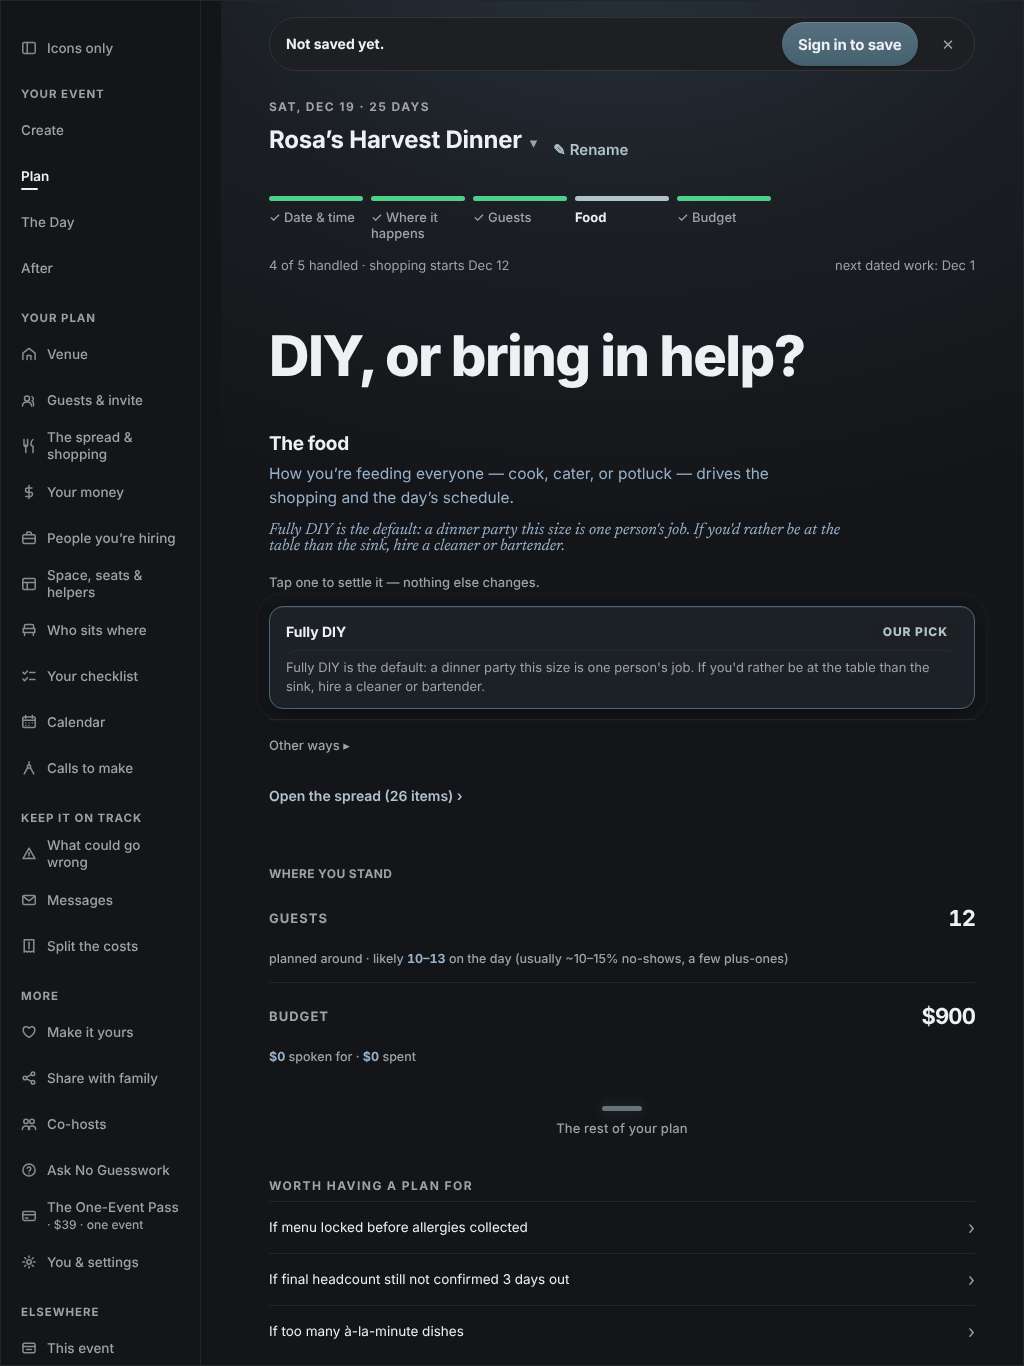 Icons only
YOUR EVENT
Create
Plan
The Day
After
YOUR PLAN
Venue
Guests & invite
The spread &
shopping
Your money
People you’re hiring
Space, seats &
helpers
Who sits where
Your checklist
Calendar
Calls to make
KEEP IT ON TRACK
What could go
wrong
Messages
Split the costs
MORE
Make it yours
Share with family
Co-hosts
Ask No Guesswork
The One-Event Pass
· $39 · one event
You & settings
ELSEWHERE
This event
Not saved yet.
Sign in to save ×
SAT, DEC 19 · 25 DAYS
Rosa’s Harvest Dinner ▾ ✎ Rename
✓ Date & time
✓ Where it
happens
✓ Guests
Food
✓ Budget
4 of 5 handled · shopping starts Dec 12
next dated work: Dec 1
DIY, or bring in help?
The food
How you’re feeding everyone — cook, cater, or potluck — drives the
shopping and the day’s schedule.
Fully DIY is the default: a dinner party this size is one person's job. If you'd rather be at the
table than the sink, hire a cleaner or bartender.
Tap one to settle it — nothing else changes.
Fully DIY
OUR PICK
Fully DIY is the default: a dinner party this size is one person's job. If you'd rather be at the table than the
sink, hire a cleaner or bartender.
Other ways ▸
Open the spread (26 items) ›
WHERE YOU STAND
GUESTS
12
planned around · likely 10–13 on the day (usually ~10–15% no-shows, a few plus-ones)
BUDGET
$900
$0 spoken for · $0 spent
The rest of your plan
WORTH HAVING A PLAN FOR
If menu locked before allergies collected ›
If final headcount still not confirmed 3 days out ›
If too many à-la-minute dishes ›